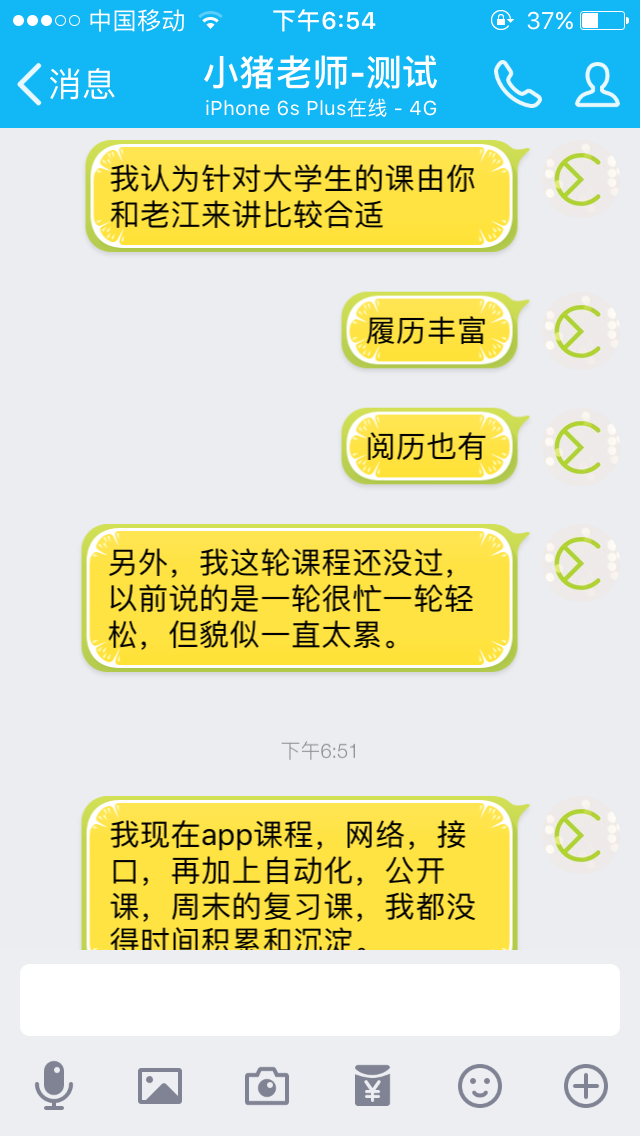 中国移动
下午6:54
37%
消息
小猪老师-测试
iPhone 6s Plus在线 - 4G
我认为针对大学生的课由你
和老江来讲比较合适
履历丰富
阅历也有
另外，我这轮课程还没过，
以前说的是一轮很忙一轮轻
松，但貌似一直太累。
下午6:51
我现在app课程，网络，接
口，再加上自动化，公开
课，周末的复习课，我都没
得时间积累和沉淀。